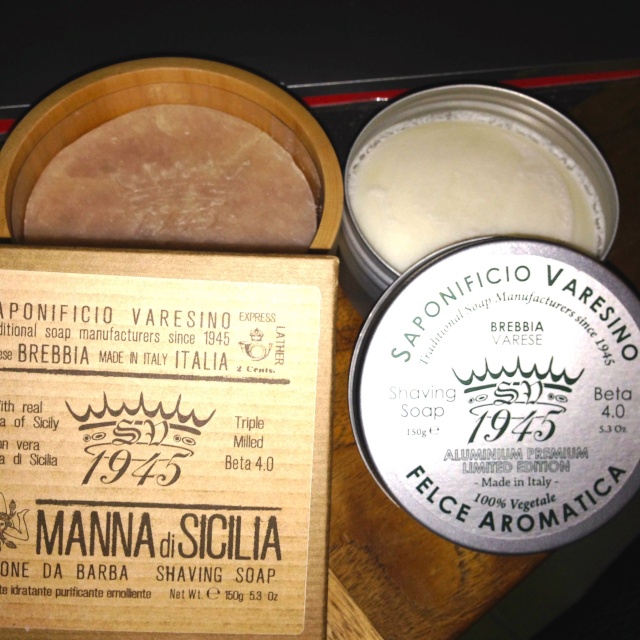 APONIFICIO VARESINO
ditional soap manufacturers since 1945
ese BREBBIA MADE IN ITALY ITALIA
EXPRESS
LATHER
2 Cents.
ith real
a of Sicily
on vera
a di Sicilia
SV
1945
Triple
Milled
Beta 4.0
MANNA di SICILIA
ONE DA BARBA SHAVING SOAP
te idratante purificante emolliente Net Wt. ℮ 150g 5.3 Oz
SAPONIFICIO VARESINO
Traditional Soap Manufacturers since 1945
BREBBIA
VARESE
Shaving
Soap
150g ℮
SV
1945
Beta
4.0
5.3 Oz.
ALUMINIUM PREMIUM
LIMITED EDITION
- Made in Italy -
100% Vegetale
FELCE AROMATICA